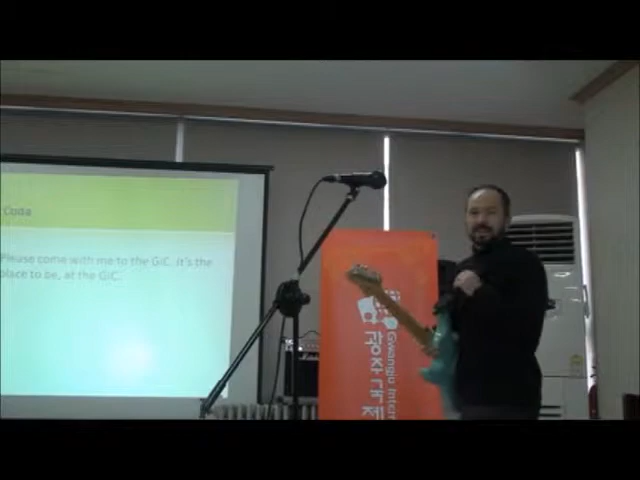 Coda
Please come with me to the GIC. It's the
place to be, at the GIC.
Gwangju Inter
광주국제